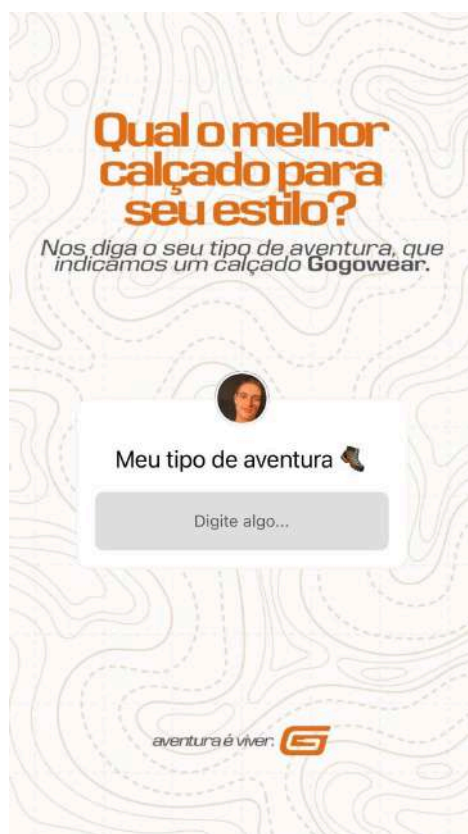 Qual o melhor
calçado para
seu estilo?
Nos diga o seu tipo de aventura, que
indicamos um calçado Gogowear.
Meu tipo de aventura
Digite algo...
aventura é viver.